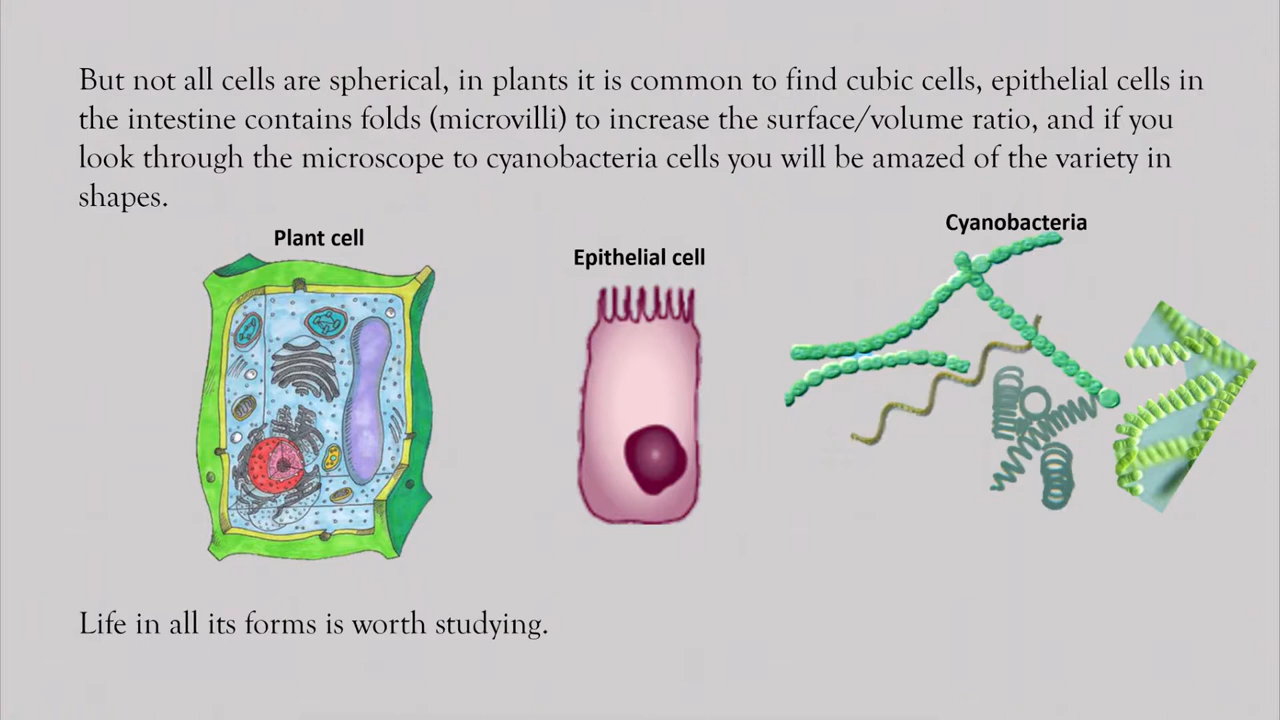 But not all cells are spherical, in plants it is common to find cubic cells, epithelial cells in
the intestine contains folds (microvilli) to increase the surface/volume ratio, and if you
look through the microscope to cyanobacteria cells you will be amazed of the variety in
shapes.
Cyanobacteria
Plant cell
Epithelial cell
Life in all its forms is worth studying.